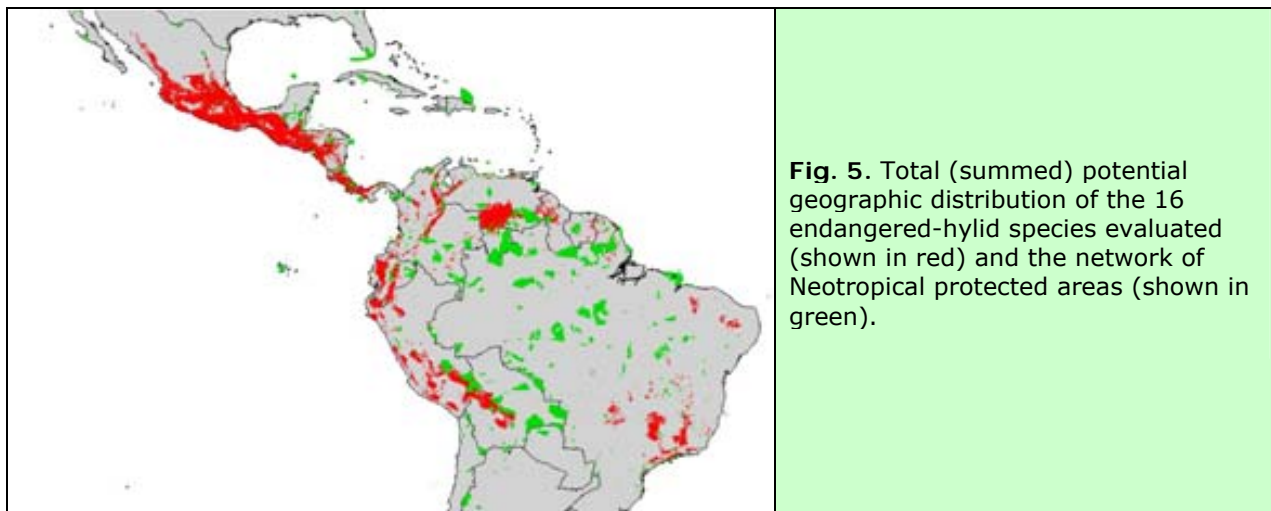 Fig. 5. Total (summed) potential
geographic distribution of the 16
endangered-hylid species evaluated
(shown in red) and the network of
Neotropical protected areas (shown in
green).